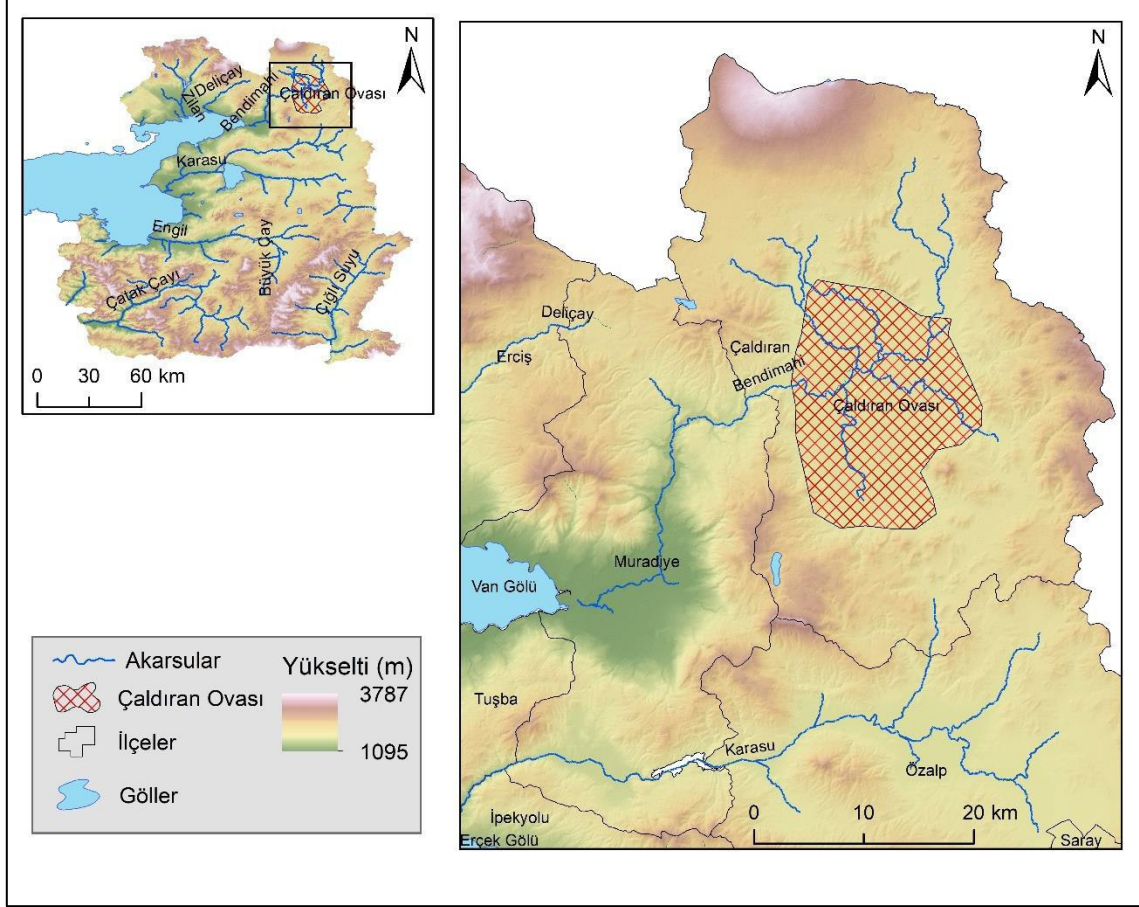 N
Deliçay
Zilan
Bendimahi
Çaldıran Ovası
Karasu
Engil
Büyük Çay
Çatak Çayı
Çığlı Suyu
0 30 60 km
N
Deliçay
Erciş
Çaldıran
Bendimahi
Çaldıran Ovası
Muradiye
Van Gölü
Tuşba
Karasu
Özalp
0 10 20 km
İpekyolu
Erçek Gölü
Saray
Akarsular
Çaldıran Ovası
İlçeler
Göller
Yükselti (m)
3787
1095